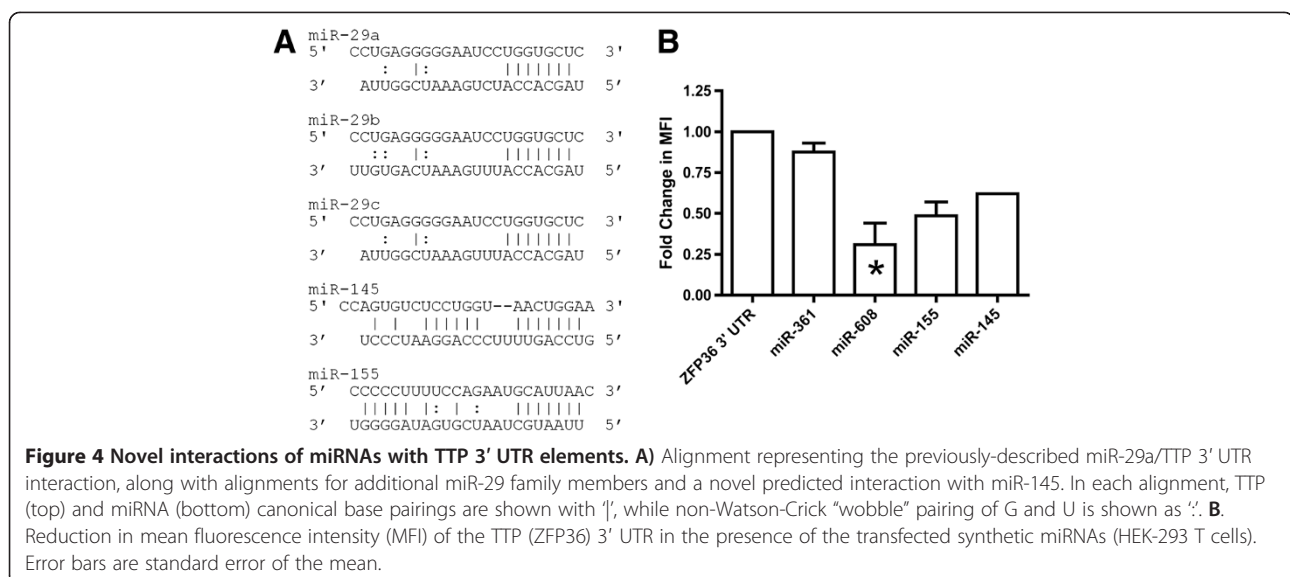 A
miR-29a
5' CCUGAGGGGGAAUCCUGGUGCUC 3'
: |: |||||||
3′ AUUGGCUAAAGUCUACCACGAU 5′
miR-29b
5' CCUGAGGGGGAAUCCUGGUGCUC 3'
:: |: |||||||
3′ UUGUGACUAAAGUUUACCACGAU 5′
miR-29c
5' CCUGAGGGGGAAUCCUGGUGCUC 3'
: |: |||||||
3′ AUUGGCUAAAGUUUACCACGAU 5′
miR-145
5' CCAGUGUCUCCUGGU--AACUGGAA 3'
| | |||||| |||||||
3′ UCCCUAAGGACCCUUUUGACCUG 5′
miR-155
5′ CCCCCUUUUCCAGAAUGCAUUAAC 3′
||||| |: | : |||||||
3′ UGGGGAUAGUGCUAAUCGUAAUU 5′
B
Fold Change in MFI
1.25
1.00
0.75
0.50
0.25
0.00
*
ZFP36 3' UTR
miR-361
miR-608
miR-155
miR-145
Figure 4 Novel interactions of miRNAs with TTP 3′ UTR elements. A) Alignment representing the previously-described miR-29a/TTP 3′ UTR
interaction, along with alignments for additional miR-29 family members and a novel predicted interaction with miR-145. In each alignment, TTP
(top) and miRNA (bottom) canonical base pairings are shown with ‘|’, while non-Watson-Crick “wobble” pairing of G and U is shown as ‘:’. B.
Reduction in mean fluorescence intensity (MFI) of the TTP (ZFP36) 3′ UTR in the presence of the transfected synthetic miRNAs (HEK-293 T cells).
Error bars are standard error of the mean.